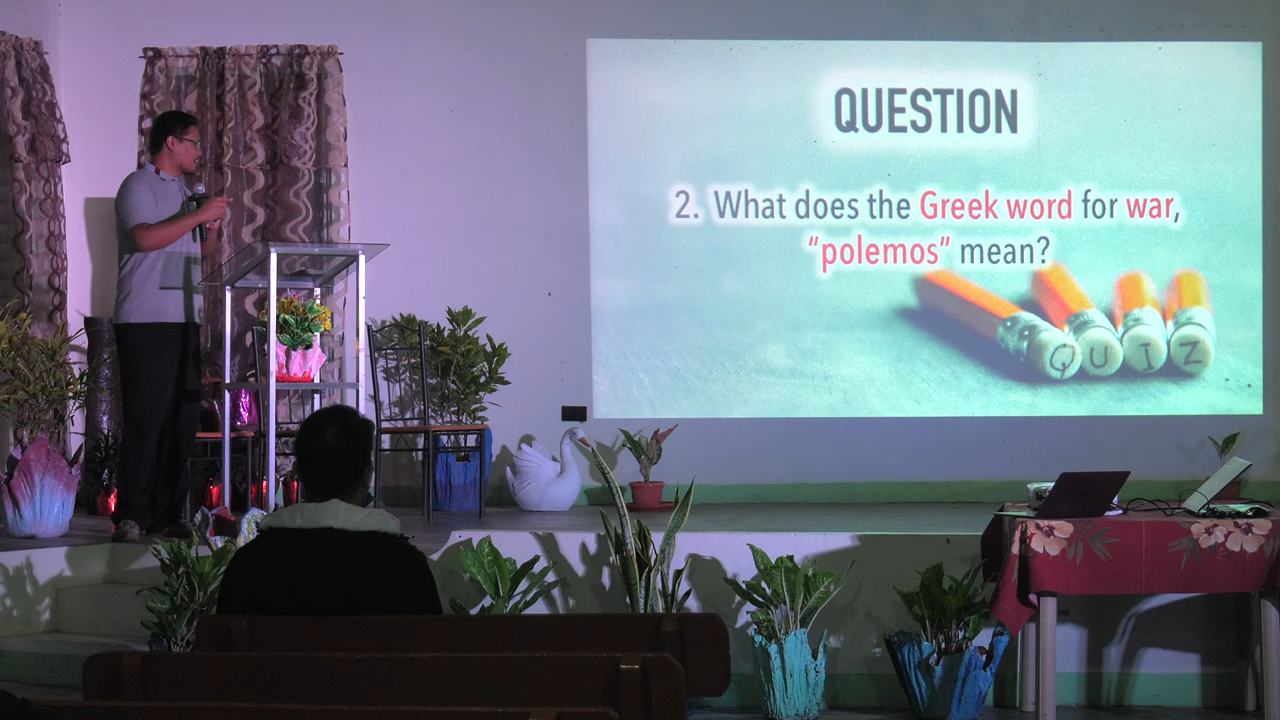 QUESTION
2. What does the Greek word for war,
"polemos" mean?
QUIZ